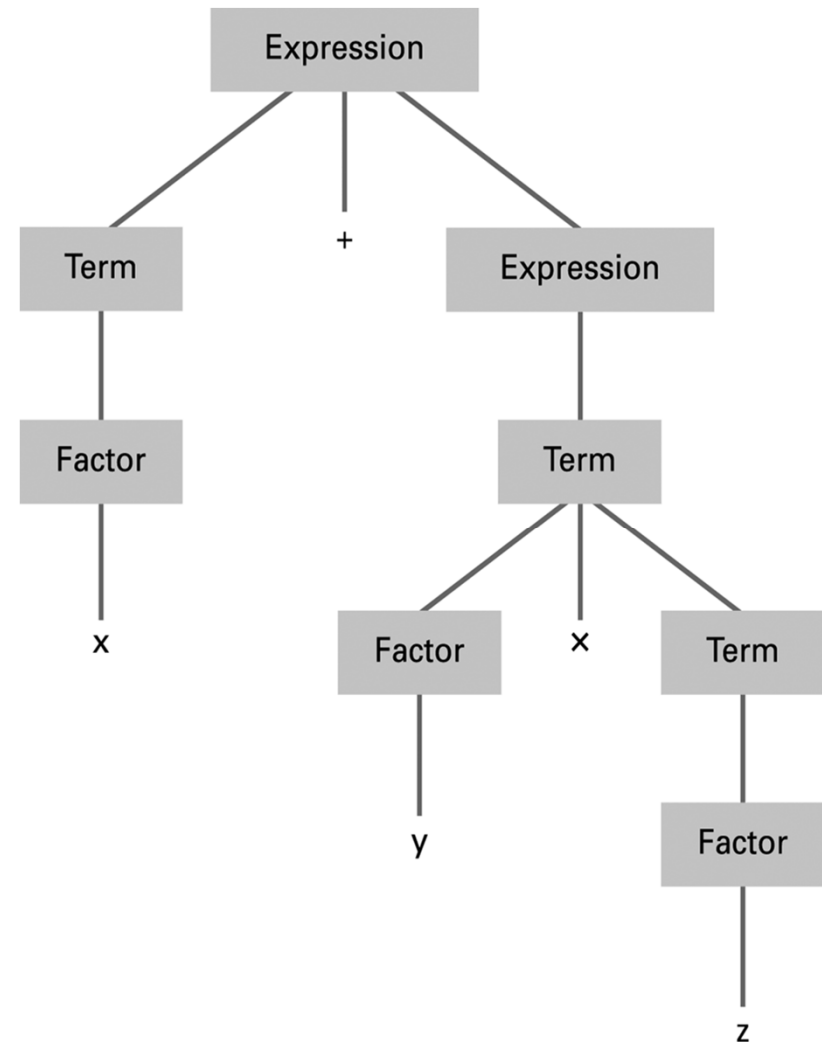 Expression
+
Term
Expression
Factor
Term
x
Factor
×
Term
y
Factor
z